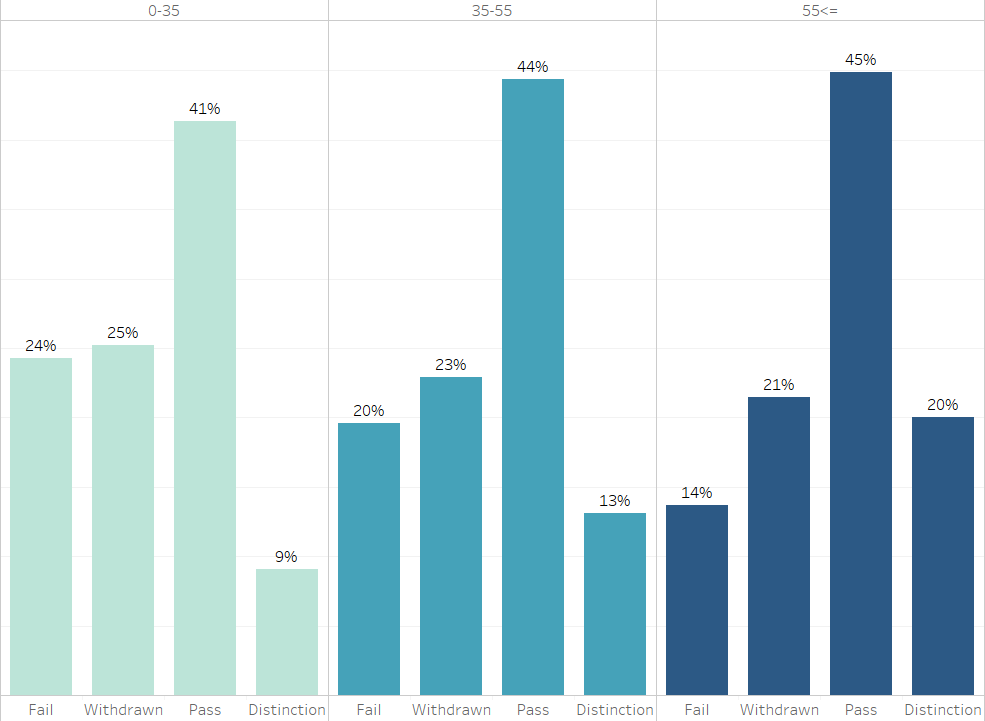 0-35 35-55 55<=
24% 25% 41% 9% 20% 23% 44% 13% 14% 21% 45% 20%
Fail Withdrawn Pass Distinction Fail Withdrawn Pass Distinction Fail Withdrawn Pass Distinction